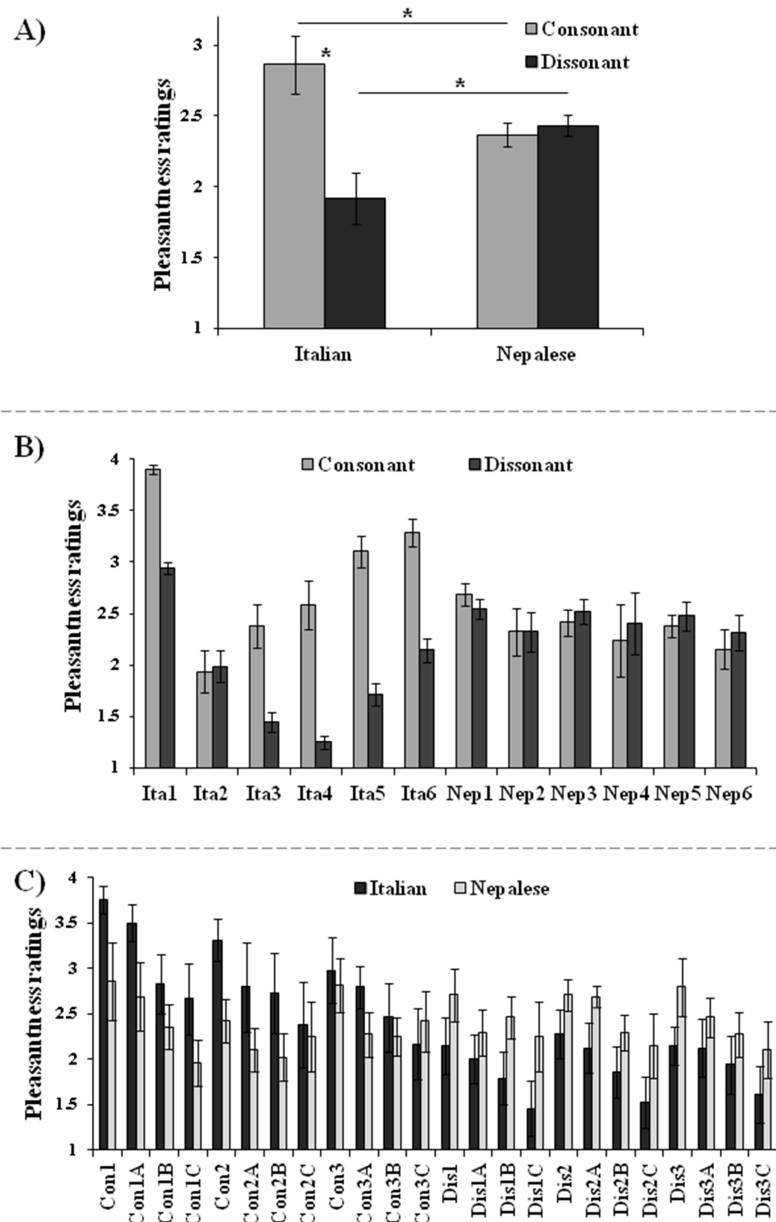 A)
*
Consonant
Dissonant
*
*
Pleasantness ratings
3
2.5
2
1.5
1
Italian Nepalese
B)
Consonant Dissonant
Pleasantness ratings
4
3.5
3
2.5
2
1.5
1
Ita1 Ita2 Ita3 Ita4 Ita5 Ita6 Nep1 Nep2 Nep3 Nep4 Nep5 Nep6
C)
Italian Nepalese
Pleasantness ratings
4
3.5
3
2.5
2
1.5
1
Con1 Con1A Con1B Con1C Con2 Con2A Con2B Con2C Con3 Con3A Con3B Con3C Dis1 Dis1A Dis1B Dis1C Dis2 Dis2A Dis2B Dis2C Dis3 Dis3A Dis3B Dis3C